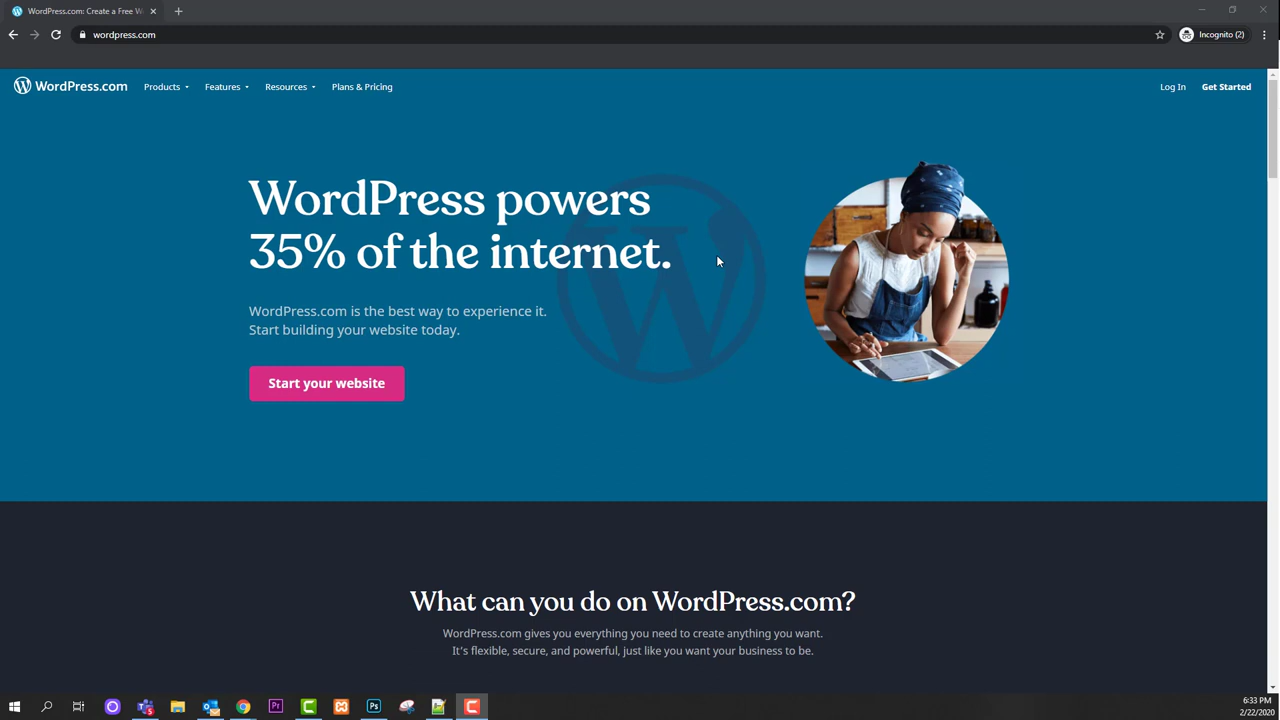 WordPress.com: Create a Free W
wordpress.com
Incognito (2)
WordPress.com
Products
Features
Resources
Plans & Pricing
Log In
Get Started
WordPress powers
35% of the internet.
WordPress.com is the best way to experience it.
Start building your website today.
Start your website
What can you do on WordPress.com?
WordPress.com gives you everything you need to create anything you want.
It's flexible, secure, and powerful, just like you want your business to be.
Pr
Ps
6:33 PM
2/22/2020